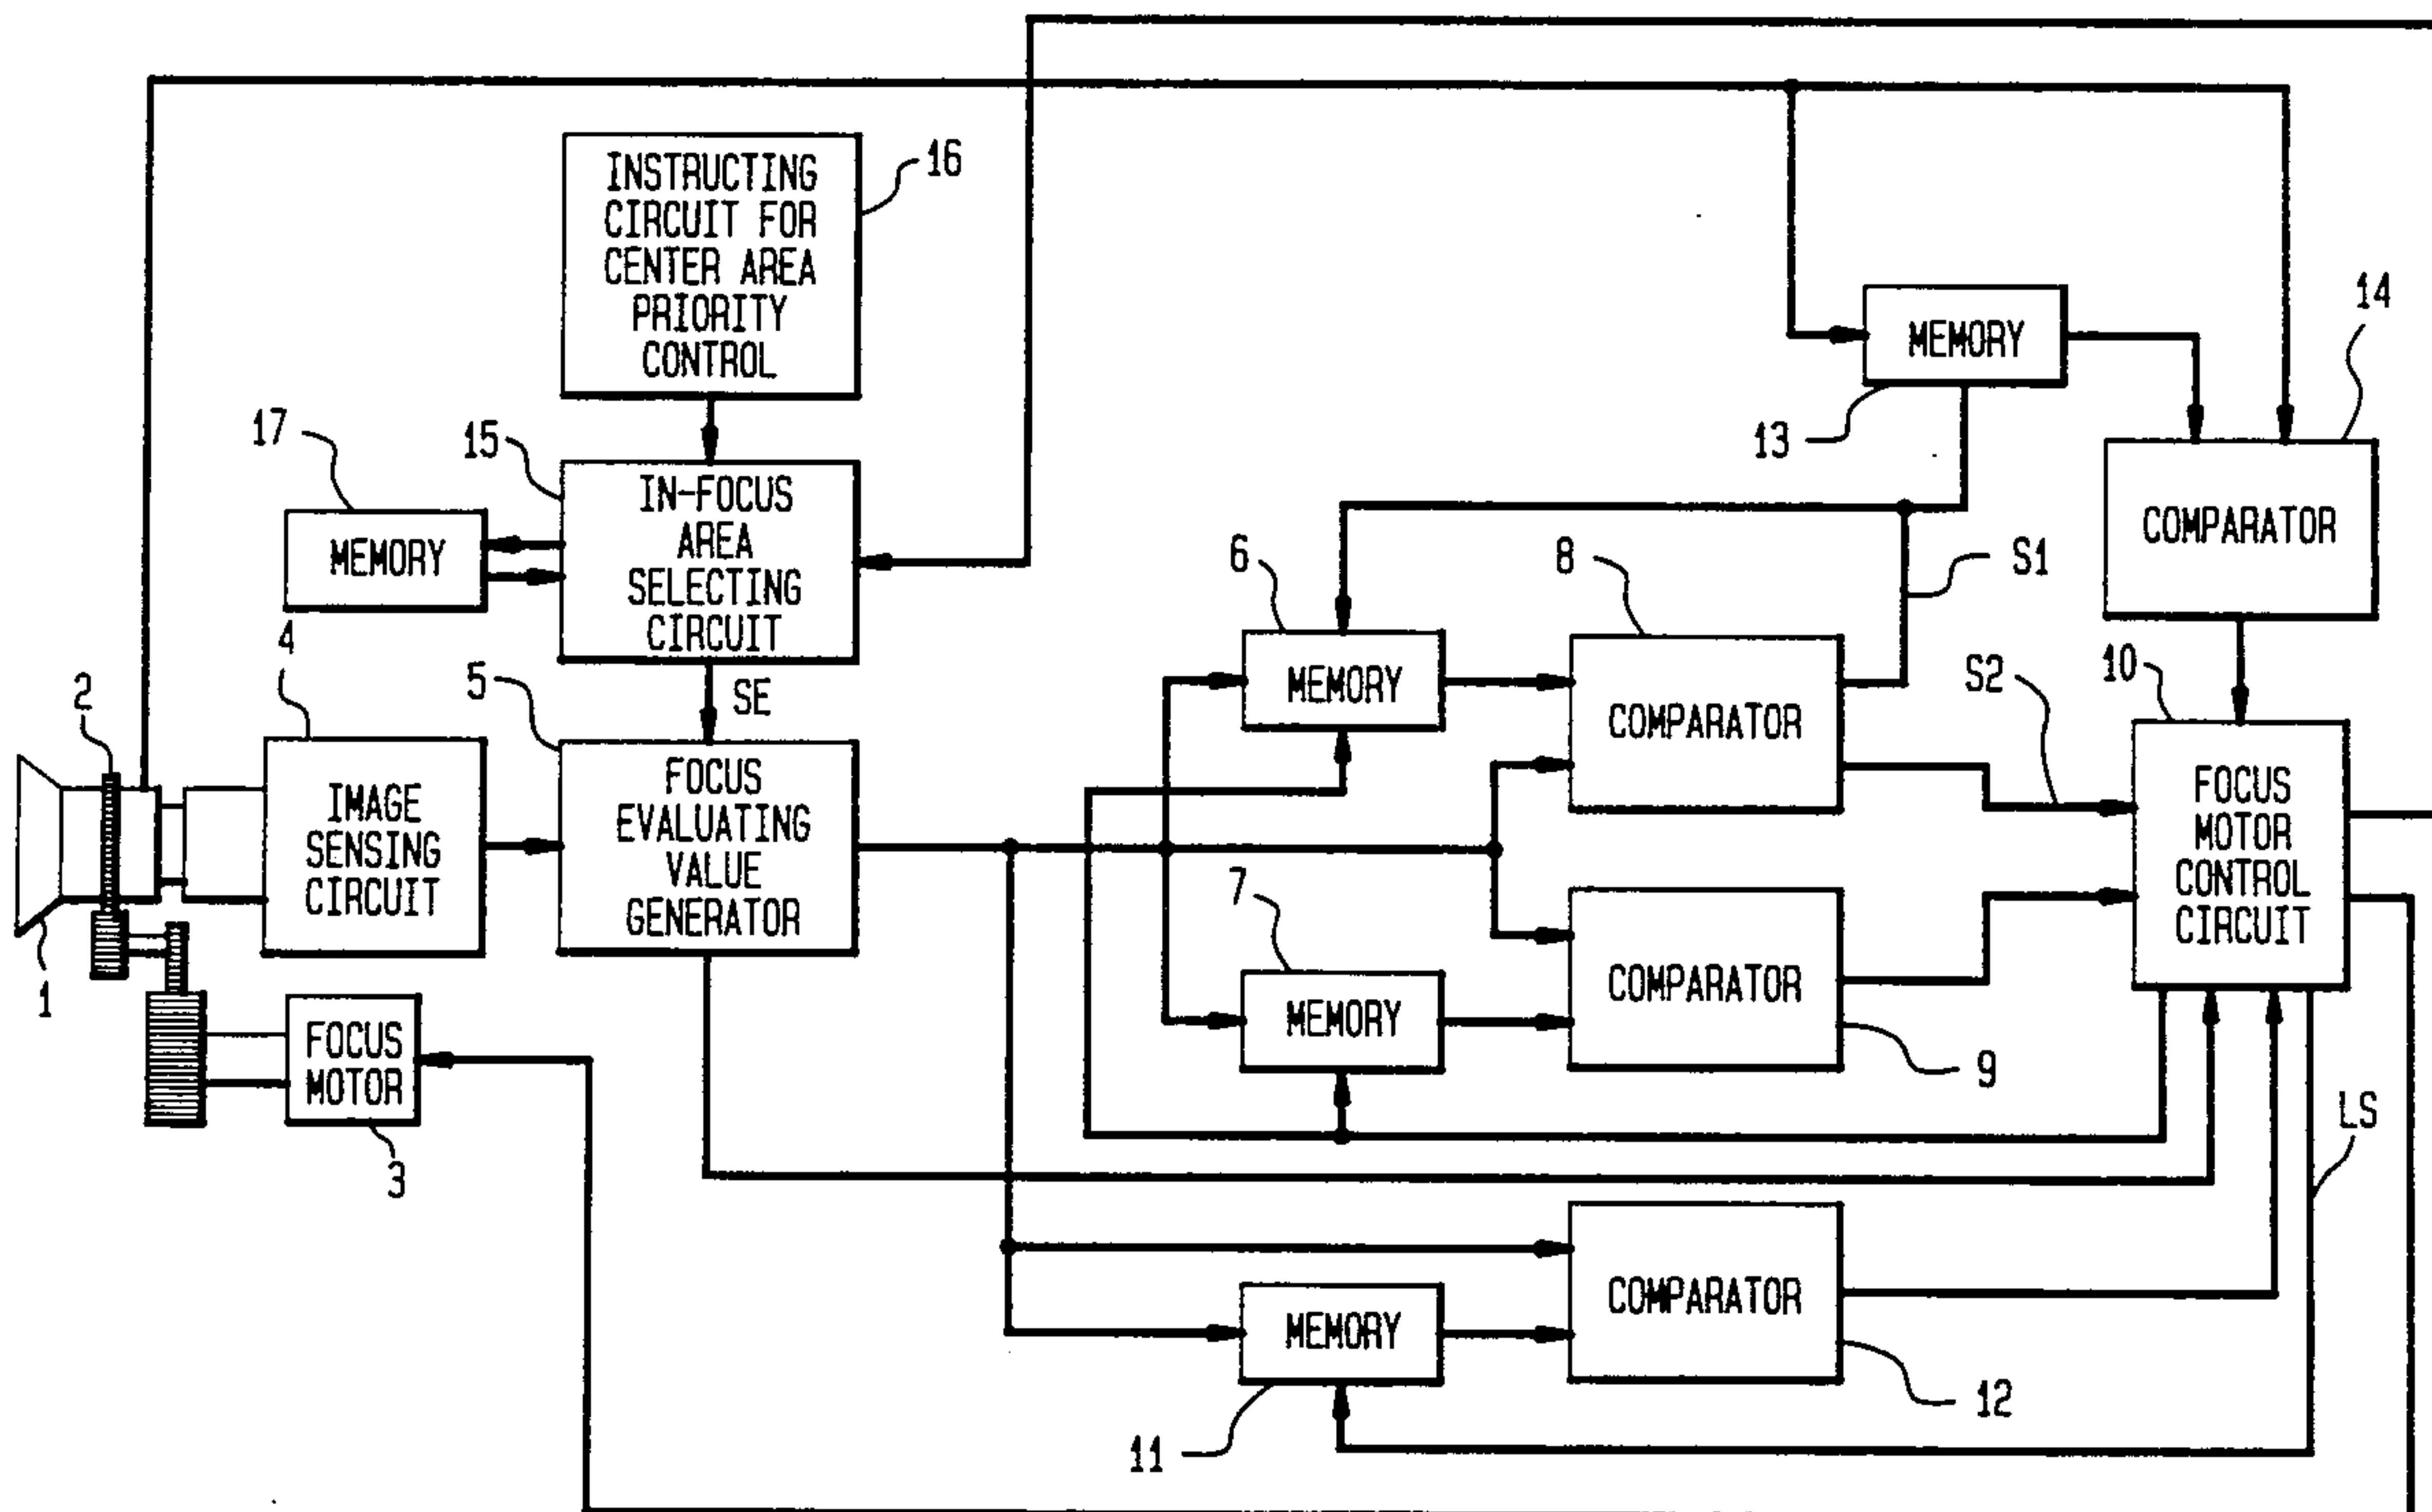 INSTRUCTING
CIRCUIT FOR
CENTER AREA
PRIORITY
CONTROL
16
17
15
MEMORY
IN-FOCUS
AREA
SELECTING
CIRCUIT
SE
MEMORY
13
14
COMPARATOR
6
MEMORY
8
COMPARATOR
S1
S2
10
FOCUS
MOTOR
CONTROL
CIRCUIT
2
4
5
1
IMAGE
SENSING
CIRCUIT
FOCUS
EVALUATING
VALUE
GENERATOR
7
MEMORY
COMPARATOR
9
FOCUS
MOTOR
3
LS
MEMORY
11
COMPARATOR
12